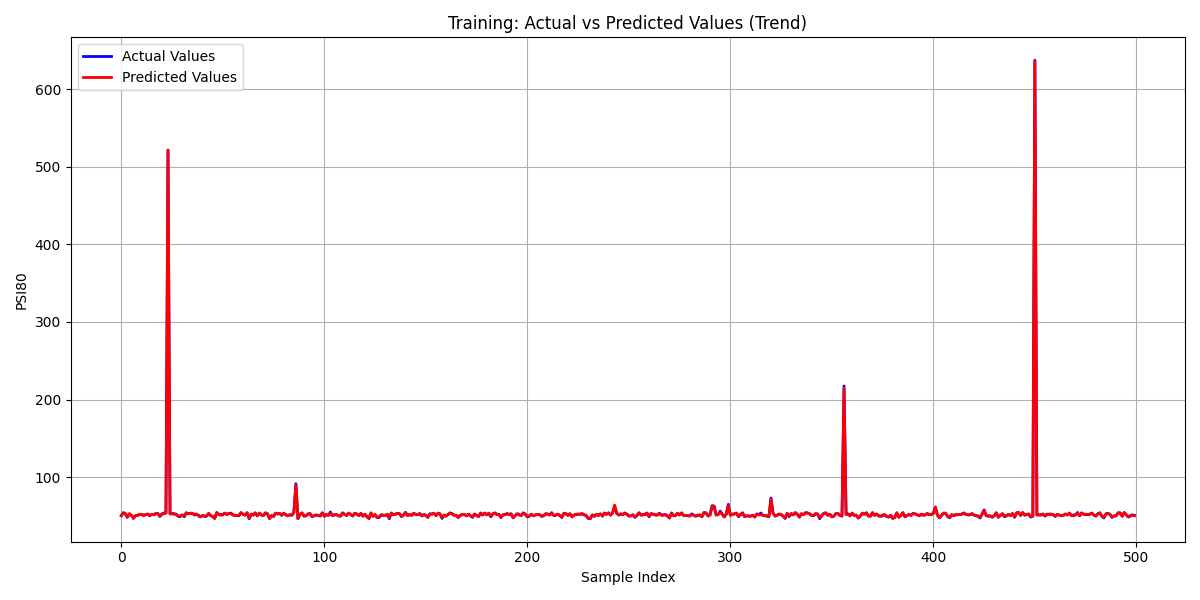 Training: Actual vs Predicted Values (Trend)
Actual Values
Predicted Values
PSI80
600
500
400
300
200
100
0 100 200 300 400 500
Sample Index